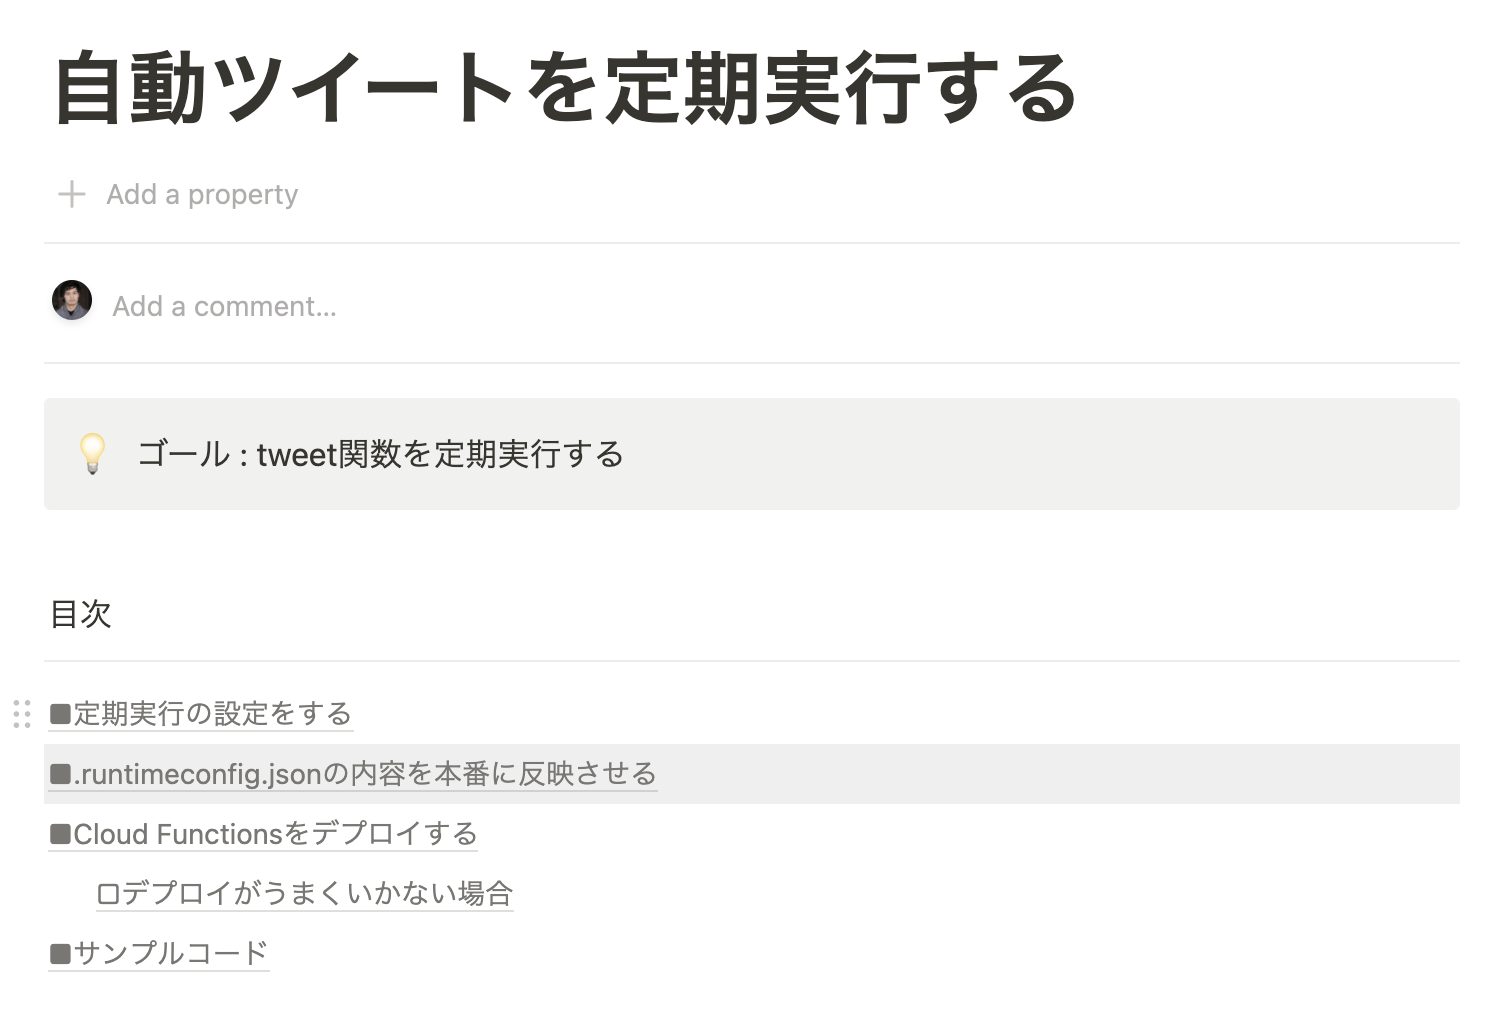 自動ツイートを定期実行する
Add a property
Add a comment...
ゴール : tweet関数を定期実行する
目次
■定期実行の設定をする
■.runtimeconfig.jsonの内容を本番に反映させる
■Cloud Functionsをデプロイする
□デプロイがうまくいかない場合
■サンプルコード